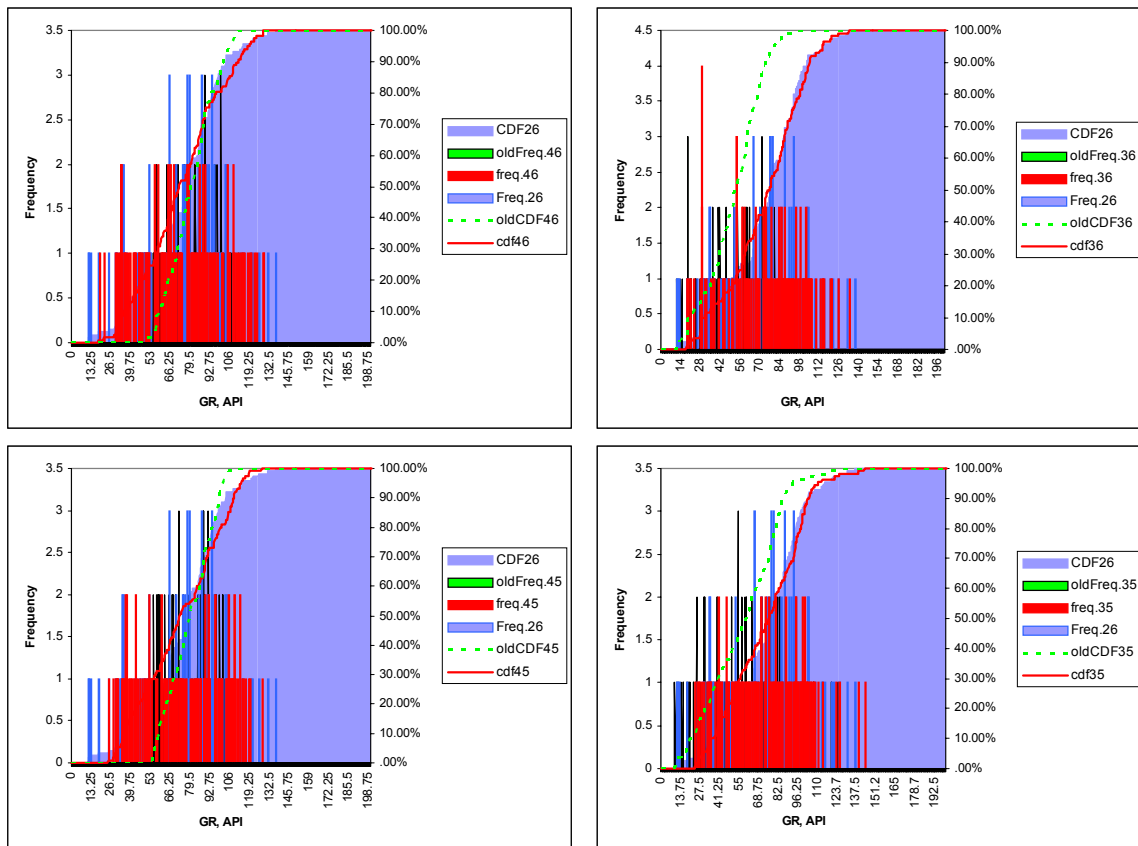 3.5
3
2.5
2
1.5
1
0.5
0
Frequency
100.00%
90.00%
80.00%
70.00%
60.00%
50.00%
40.00%
30.00%
20.00%
10.00%
.00%
0 13.25 26.5 39.75 53 66.25 79.5 92.75 106 119.25 132.5 145.75 159 172.25 185.5 198.75
GR, API
CDF26
oldFreq.46
freq.46
Freq.26
oldCDF46
cdf46
4.5
4
3.5
3
2.5
2
1.5
1
0.5
0
Frequency
100.00%
90.00%
80.00%
70.00%
60.00%
50.00%
40.00%
30.00%
20.00%
10.00%
.00%
0 14 28 42 56 70 84 98 112 126 140 154 168 182 196
GR, API
CDF26
oldFreq.36
freq.36
Freq.26
oldCDF36
cdf36
3.5
3
2.5
2
1.5
1
0.5
0
Frequency
100.00%
90.00%
80.00%
70.00%
60.00%
50.00%
40.00%
30.00%
20.00%
10.00%
.00%
0 13.25 26.5 39.75 53 66.25 79.5 92.75 106 119.25 132.5 145.75 159 172.25 185.5 198.75
GR, API
CDF26
oldFreq.45
freq.45
Freq.26
oldCDF45
cdf45
3.5
3
2.5
2
1.5
1
0.5
0
Frequency
100.00%
90.00%
80.00%
70.00%
60.00%
50.00%
40.00%
30.00%
20.00%
10.00%
.00%
0 13.75 27.5 41.25 55 68.75 82.5 96.25 110 123.7 137.5 151.2 165 178.7 192.5
GR, API
CDF26
oldFreq.35
freq.35
Freq.26
oldCDF35
cdf35